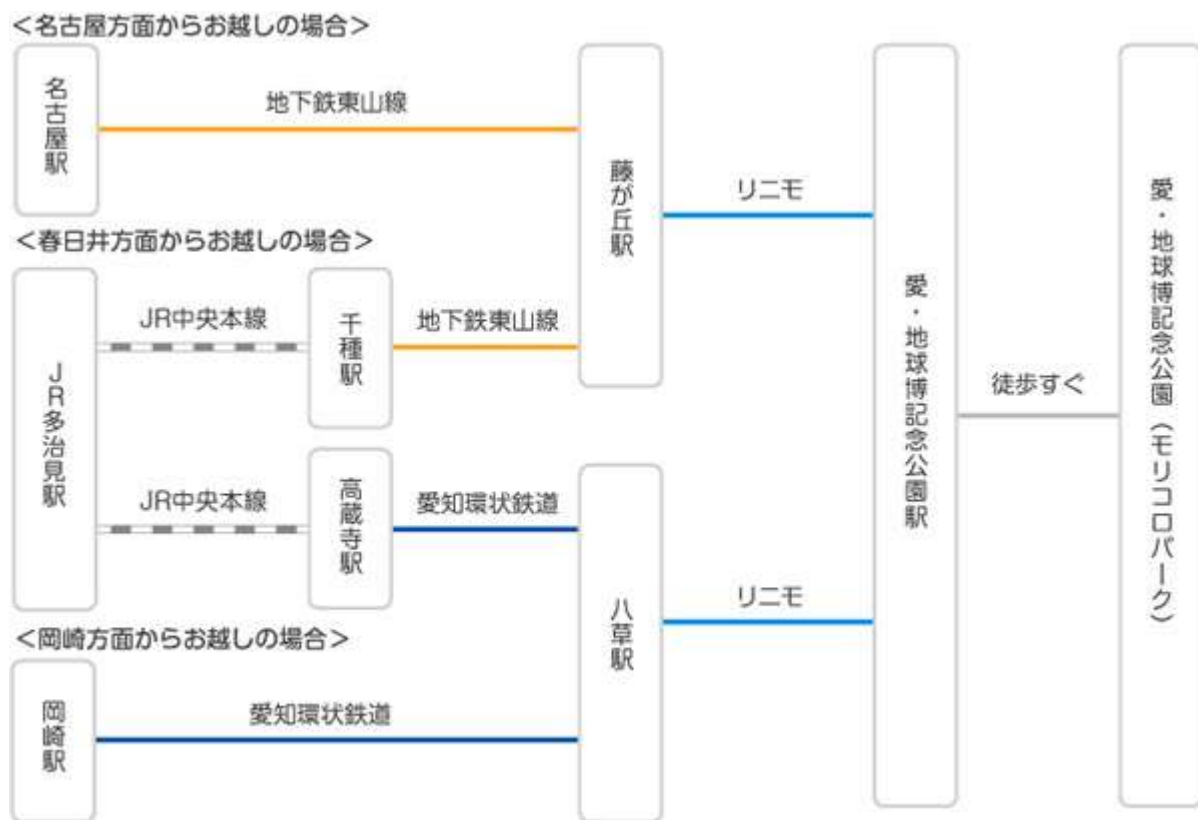 <名古屋方面からお越しの場合>
名古屋駅
地下鉄東山線
藤が丘駅
リニモ
愛・地球博記念公園駅
徒歩すぐ
愛・地球博記念公園（モリコロパーク）
<春日井方面からお越しの場合>
JR多治見駅
JR中央本線
千種駅
地下鉄東山線
JR中央本線
高蔵寺駅
愛知環状鉄道
八草駅
リニモ
<岡崎方面からお越しの場合>
岡崎駅
愛知環状鉄道